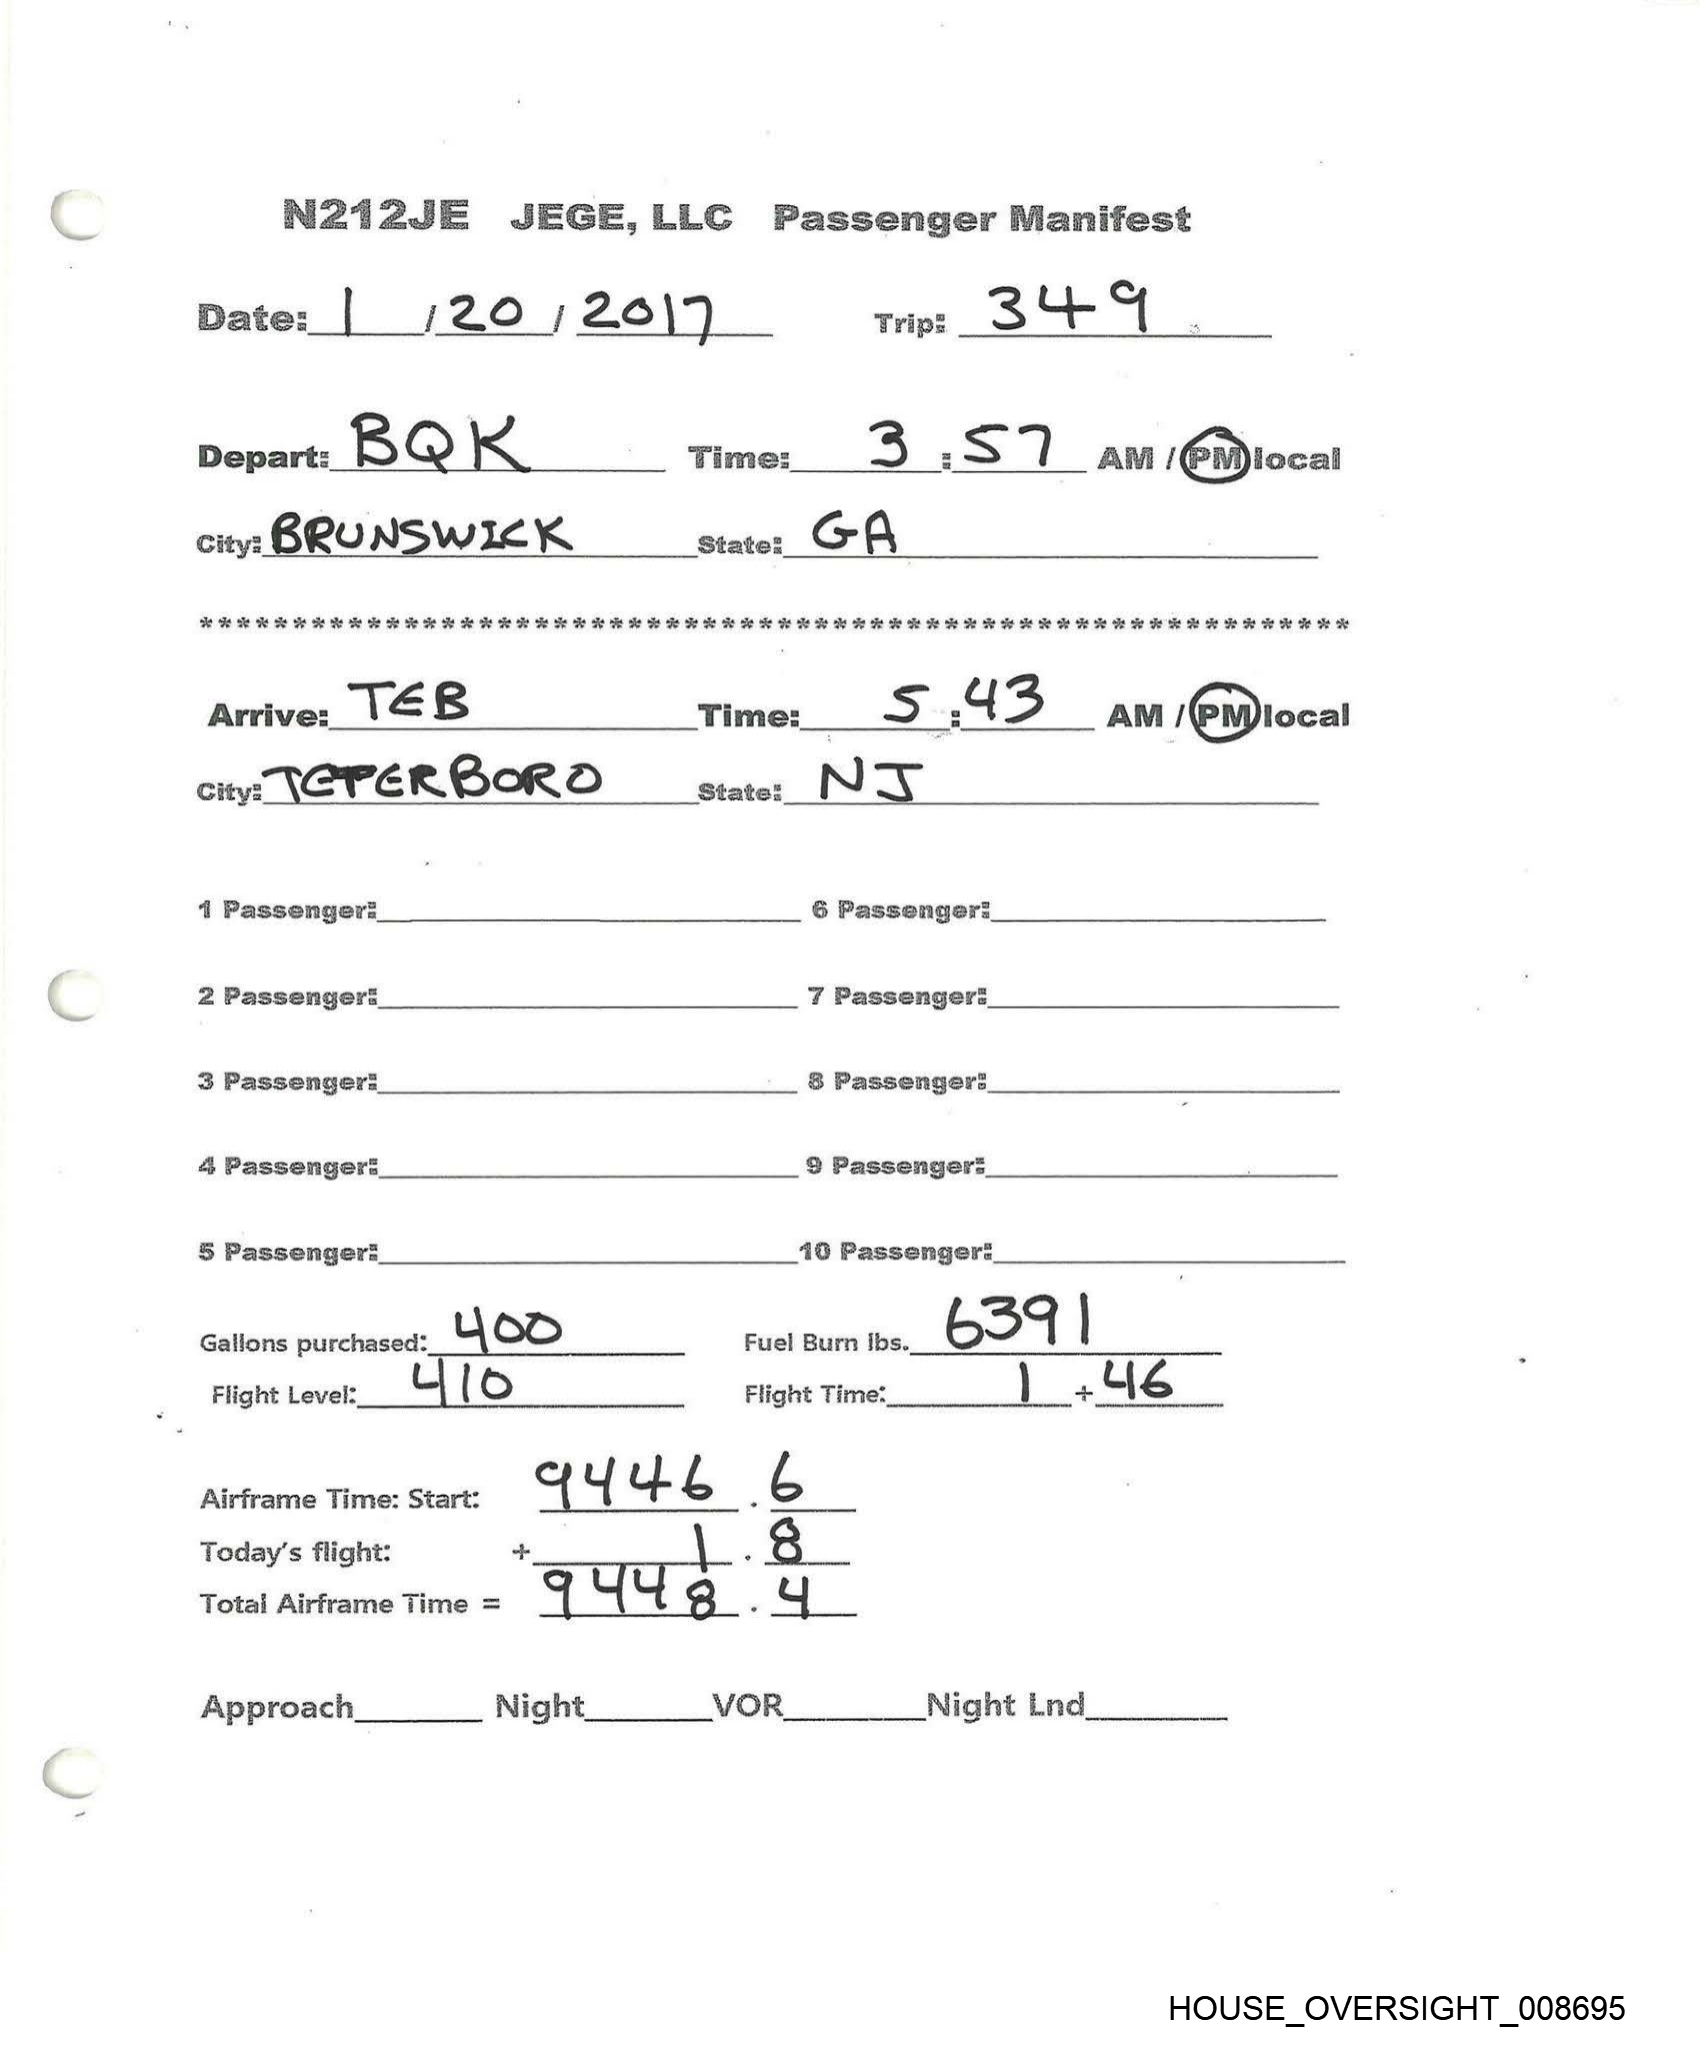 N212JE JEGE, LLC Passenger Manifest
Date: 1 / 20 / 2017 Trip: 349
Depart: BQK Time: 3 : 57 AM / PM local
City: BRUNSWICK State: GA
*******************************************************
Arrive: TEB Time: 5 : 43 AM / PM local
City: TETERBORO State: NJ
1 Passenger: 6 Passenger:
2 Passenger: 7 Passenger:
3 Passenger: 8 Passenger:
4 Passenger: 9 Passenger:
5 Passenger: 10 Passenger:
Gallons purchased: 400 Fuel Burn lbs. 6391
Flight Level: 410 Flight Time: 1 + 46
Airframe Time: Start: 9446 . 6
Today's flight: + 1 . 8
Total Airframe Time = 9448 . 4
Approach Night VOR Night Lnd
HOUSE_OVERSIGHT_008695